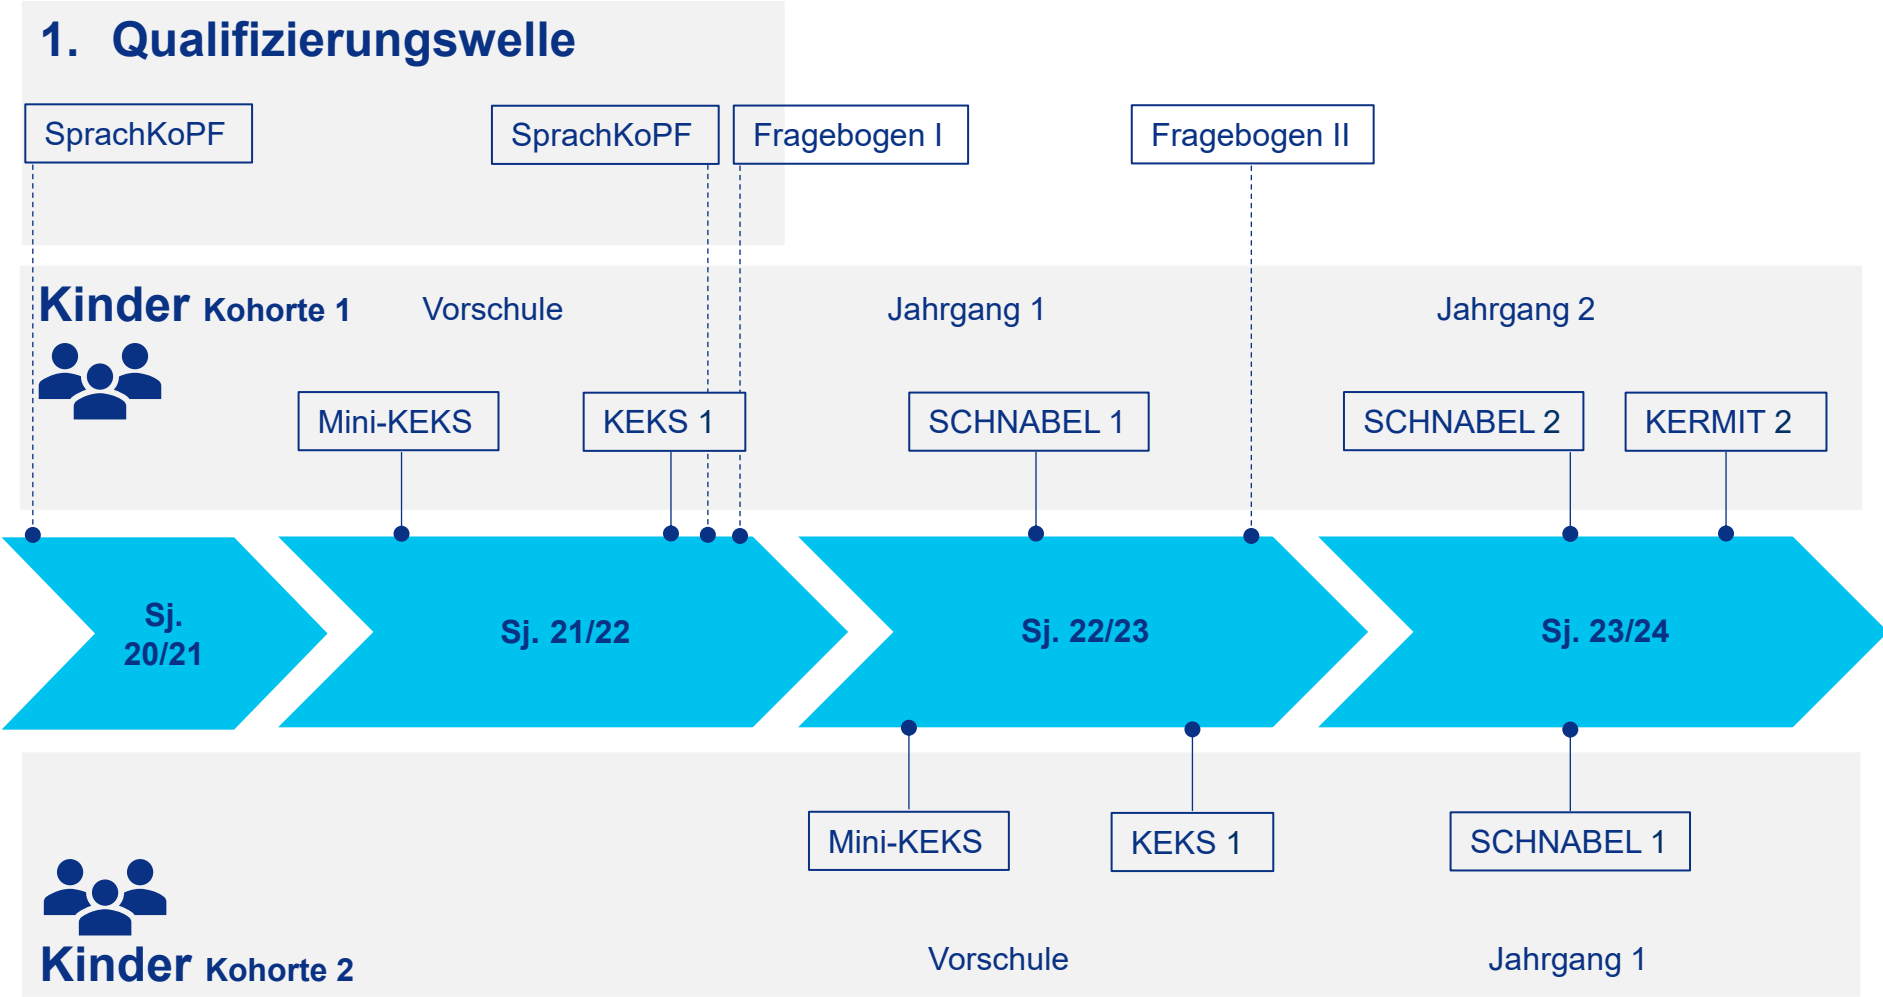 1. Qualifizierungswelle
SprachKoPF
SprachKoPF
Fragebogen I
Fragebogen II
Kinder Kohorte 1
Vorschule
Jahrgang 1
Jahrgang 2
Mini-KEKS
KEKS 1
SCHNABEL 1
SCHNABEL 2
KERMIT 2
Sj.
20/21
Sj. 21/22
Sj. 22/23
Sj. 23/24
Mini-KEKS
KEKS 1
SCHNABEL 1
Kinder Kohorte 2
Vorschule
Jahrgang 1